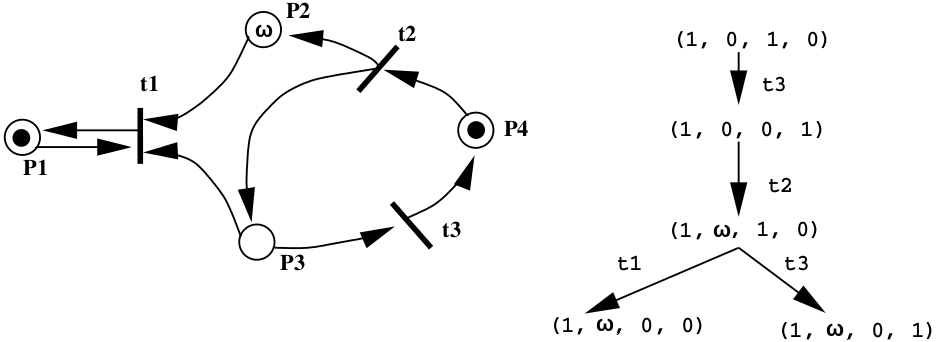 P2
ω
t2
t1
P4
P1
t3
P3
(1, 0, 1, 0)
t3
(1, 0, 0, 1)
t2
(1, ω, 1, 0)
t1
t3
(1, ω, 0, 0)
(1, ω, 0, 1)